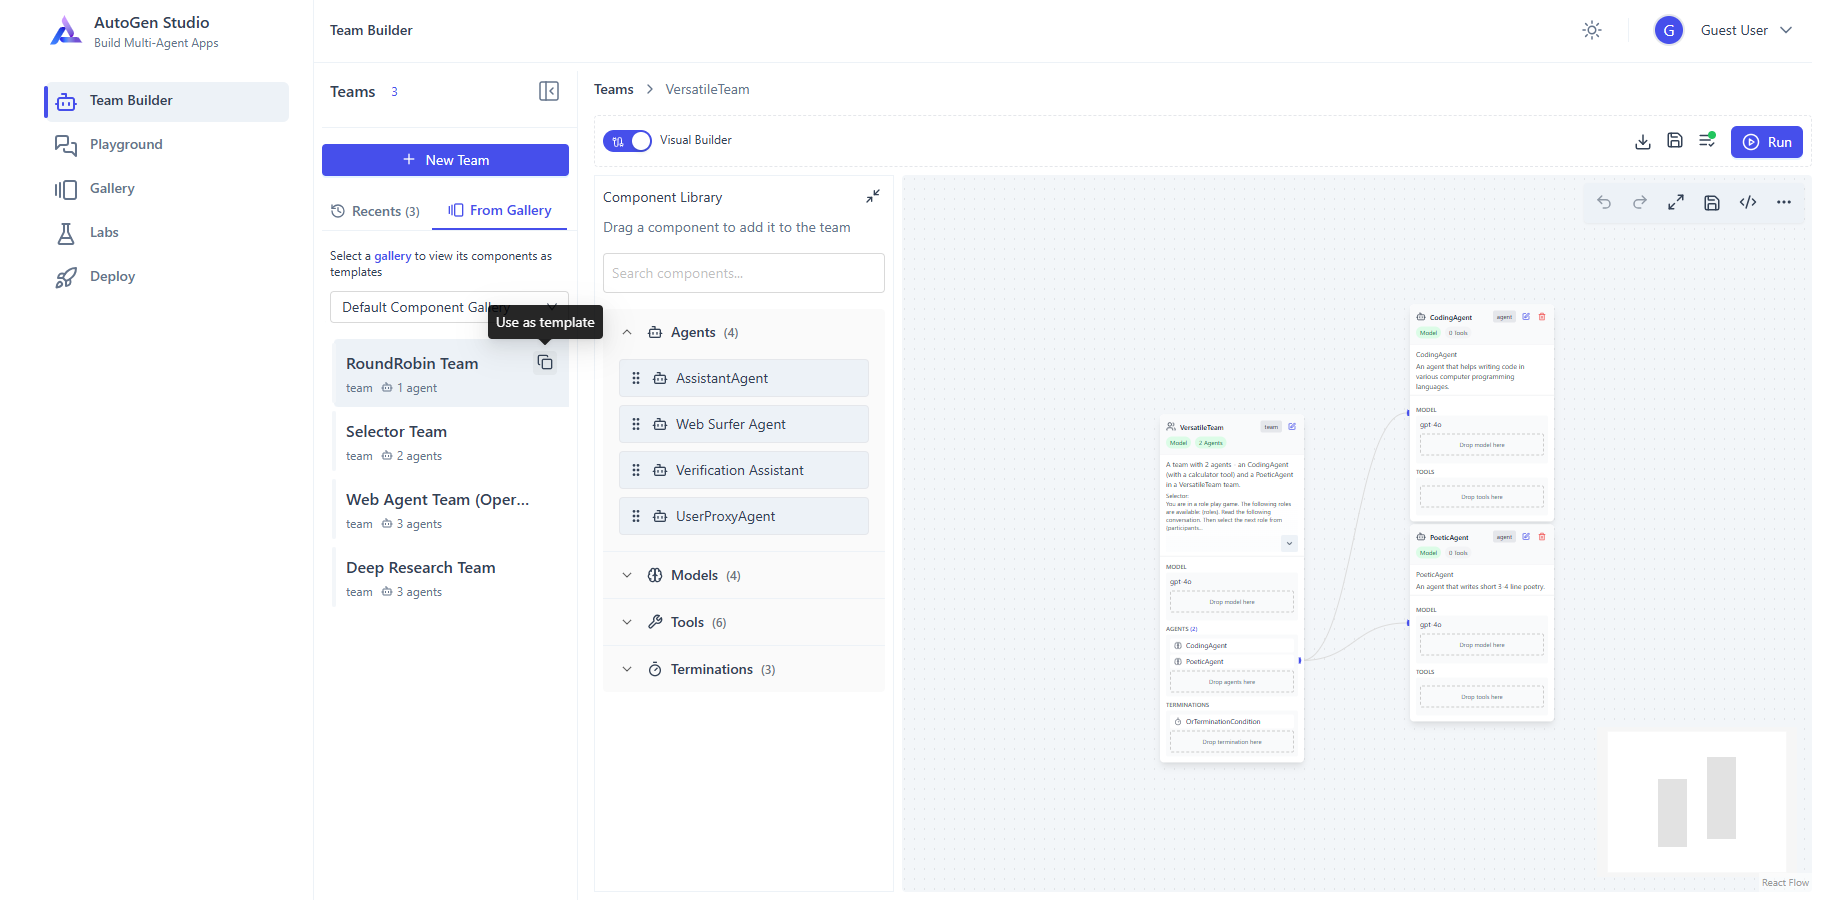 AutoGen Studio
Build Multi-Agent Apps
Team Builder
Playground
Gallery
Labs
Deploy
Team Builder
G Guest User
Teams 3
+ New Team
Recents (3) From Gallery
Select a gallery to view its components as
templates
Default Component Gallery
Use as template
RoundRobin Team
team 1 agent
Selector Team
team 2 agents
Web Agent Team (Oper...
team 3 agents
Deep Research Team
team 3 agents
Teams > VersatileTeam
Visual Builder
Run
Component Library
Drag a component to add it to the team
Search components...
Agents (4)
AssistantAgent
Web Surfer Agent
Verification Assistant
UserProxyAgent
Models (4)
Tools (6)
Terminations (3)
VersatileTeam team
Model 2 Agents
A team with 2 agents - an CodingAgent
(with a calculator tool) and a PoeticAgent
in a VersatileTeam team.
Selector:
You are in a role play game. The following roles
are available: {roles}. Read the following
conversation. Then select the next role from
{participants...
MODEL
gpt-4o
Drop model here
AGENTS (2)
CodingAgent
PoeticAgent
Drop agents here
TERMINATIONS
OrTerminationCondition
Drop termination here
CodingAgent agent
Model 0 Tools
CodingAgent
An agent that helps writing code in
various computer programming
languages.
MODEL
gpt-4o
Drop model here
TOOLS
Drop tools here
PoeticAgent agent
Model 0 Tools
PoeticAgent
An agent that writes short 3-4 line poetry.
MODEL
gpt-4o
Drop model here
TOOLS
Drop tools here
React Flow